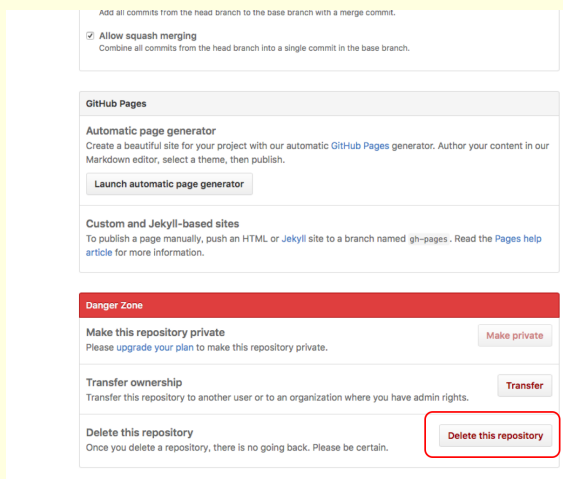 Add all commits from the head branch to the base branch with a merge commit.
Allow squash merging
Combine all commits from the head branch into a single commit in the base branch.
GitHub Pages
Automatic page generator
Create a beautiful site for your project with our automatic GitHub Pages generator. Author your content in our
Markdown editor, select a theme, then publish.
Launch automatic page generator
Custom and Jekyll-based sites
To publish a page manually, push an HTML or Jekyll site to a branch named gh-pages. Read the Pages help
article for more information.
Danger Zone
Make this repository private
Please upgrade your plan to make this repository private.
Make private
Transfer ownership
Transfer this repository to another user or to an organization where you have admin rights.
Transfer
Delete this repository
Once you delete a repository, there is no going back. Please be certain.
Delete this repository